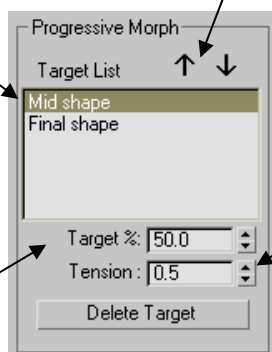 Progressive Morph
Target List
Mid shape
Final shape
Target %: 50.0
Tension : 0.5
Delete Target